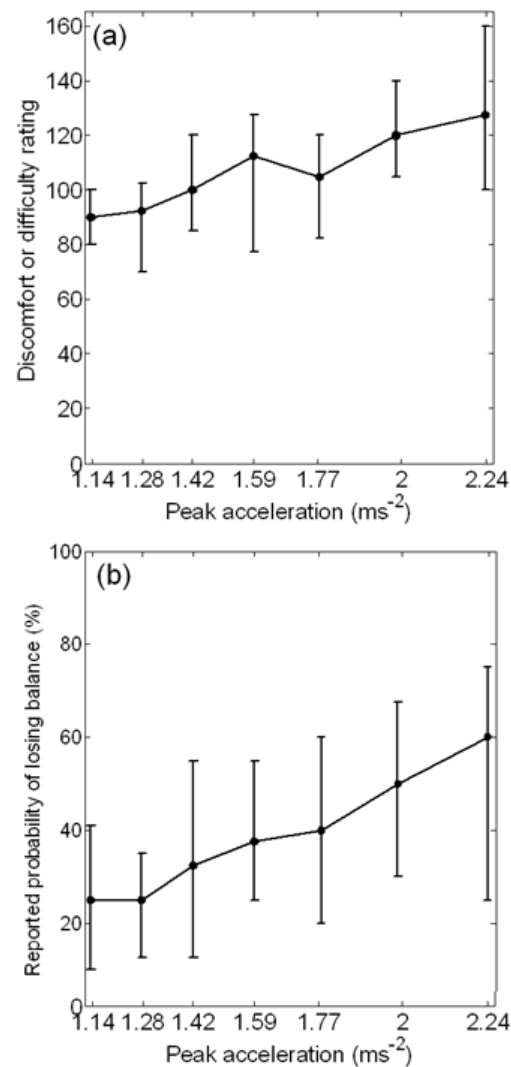 (a)
160
140
120
100
80
60
40
20
0
Discomfort or difficulty rating
1.14 1.28 1.42 1.59 1.77 2 2.24
Peak acceleration (ms⁻²)
(b)
100
80
60
40
20
0
Reported probability of losing balance (%)
1.14 1.28 1.42 1.59 1.77 2 2.24
Peak acceleration (ms⁻²)